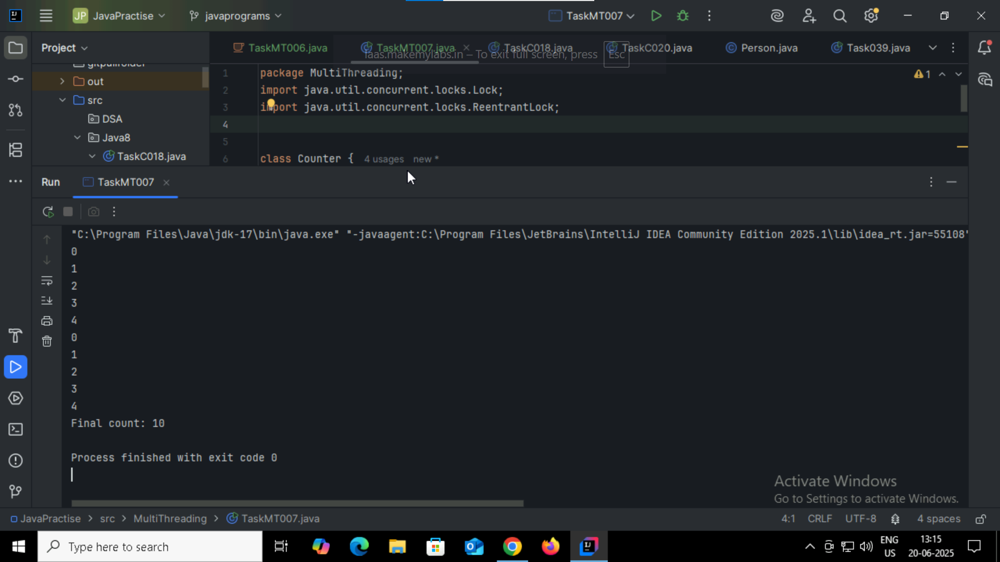 JP JavaPractise
javaprograms
TaskMT007
Project
TaskMT006.java
TaskMT007.java
TaskC018.java
TaskC020.java
Person.java
Task039.java
laas.makemylabs.in – To exit full screen, press Esc
out
src
DSA
Java8
TaskC018.java
1 package MultiThreading;
2 import java.util.concurrent.locks.Lock;
3 import java.util.concurrent.locks.ReentrantLock;
4
5
6 class Counter { 4 usages new *
1
Run
TaskMT007
"C:\Program Files\Java\jdk-17\bin\java.exe" "-javaagent:C:\Program Files\JetBrains\IntelliJ IDEA Community Edition 2025.1\lib\idea_rt.jar=55108"
0
1
2
3
4
0
1
2
3
4
Final count: 10
Process finished with exit code 0
Activate Windows
Go to Settings to activate Windows.
JavaPractise > src > MultiThreading > TaskMT007.java
4:1 CRLF UTF-8 4 spaces
Type here to search
ENG
US
13:15
20-06-2025